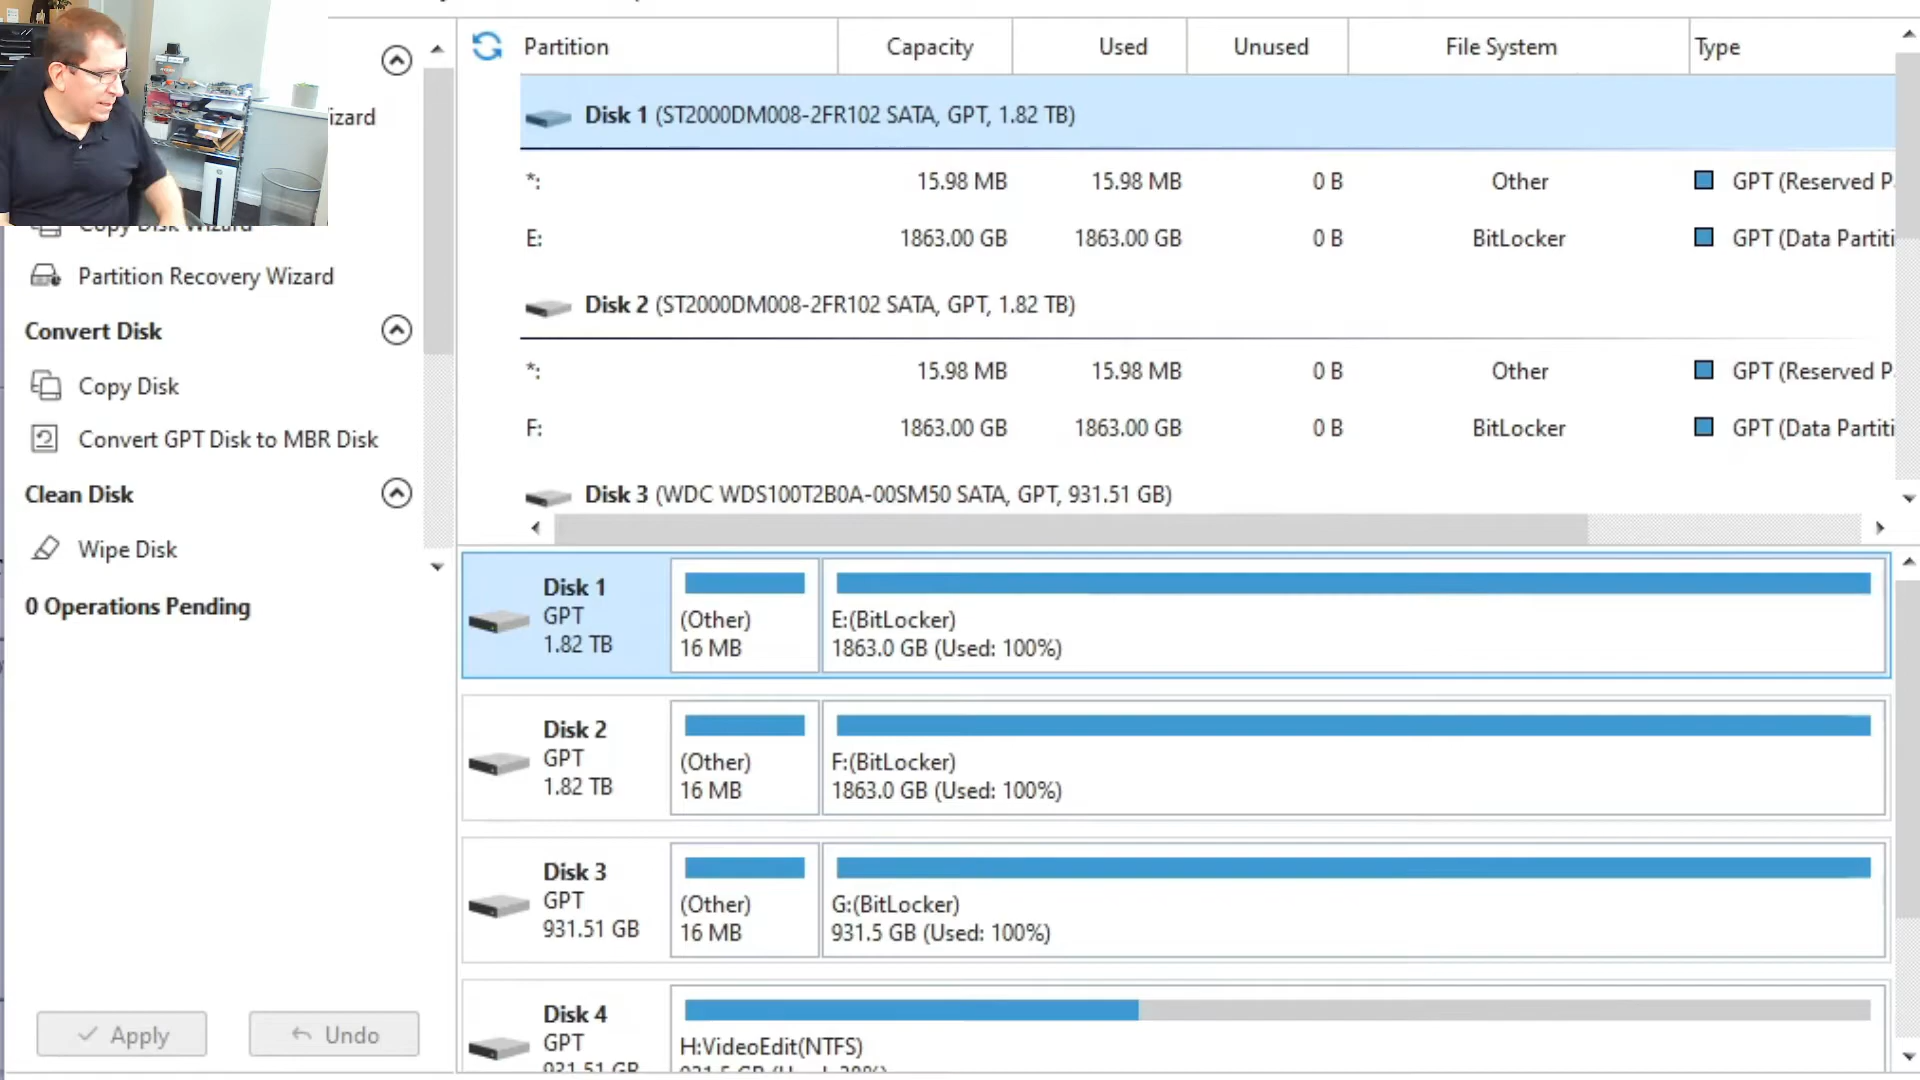 Partition Capacity Used Unused File System Type
izard
Disk 1 (ST2000DM008-2FR102 SATA, GPT, 1.82 TB)
*: 15.98 MB 15.98 MB 0 B Other GPT (Reserved P
E: 1863.00 GB 1863.00 GB 0 B BitLocker GPT (Data Partiti
Disk 2 (ST2000DM008-2FR102 SATA, GPT, 1.82 TB)
*: 15.98 MB 15.98 MB 0 B Other GPT (Reserved P
F: 1863.00 GB 1863.00 GB 0 B BitLocker GPT (Data Partiti
Disk 3 (WDC WDS100T2B0A-00SM50 SATA, GPT, 931.51 GB)
Copy Disk Wizard
Partition Recovery Wizard
Convert Disk
Copy Disk
Convert GPT Disk to MBR Disk
Clean Disk
Wipe Disk
0 Operations Pending
Apply Undo
Disk 1
GPT
1.82 TB
(Other)
16 MB
E:(BitLocker)
1863.0 GB (Used: 100%)
Disk 2
GPT
1.82 TB
(Other)
16 MB
F:(BitLocker)
1863.0 GB (Used: 100%)
Disk 3
GPT
931.51 GB
(Other)
16 MB
G:(BitLocker)
931.5 GB (Used: 100%)
Disk 4
GPT
931.51 GB
H:VideoEdit(NTFS)